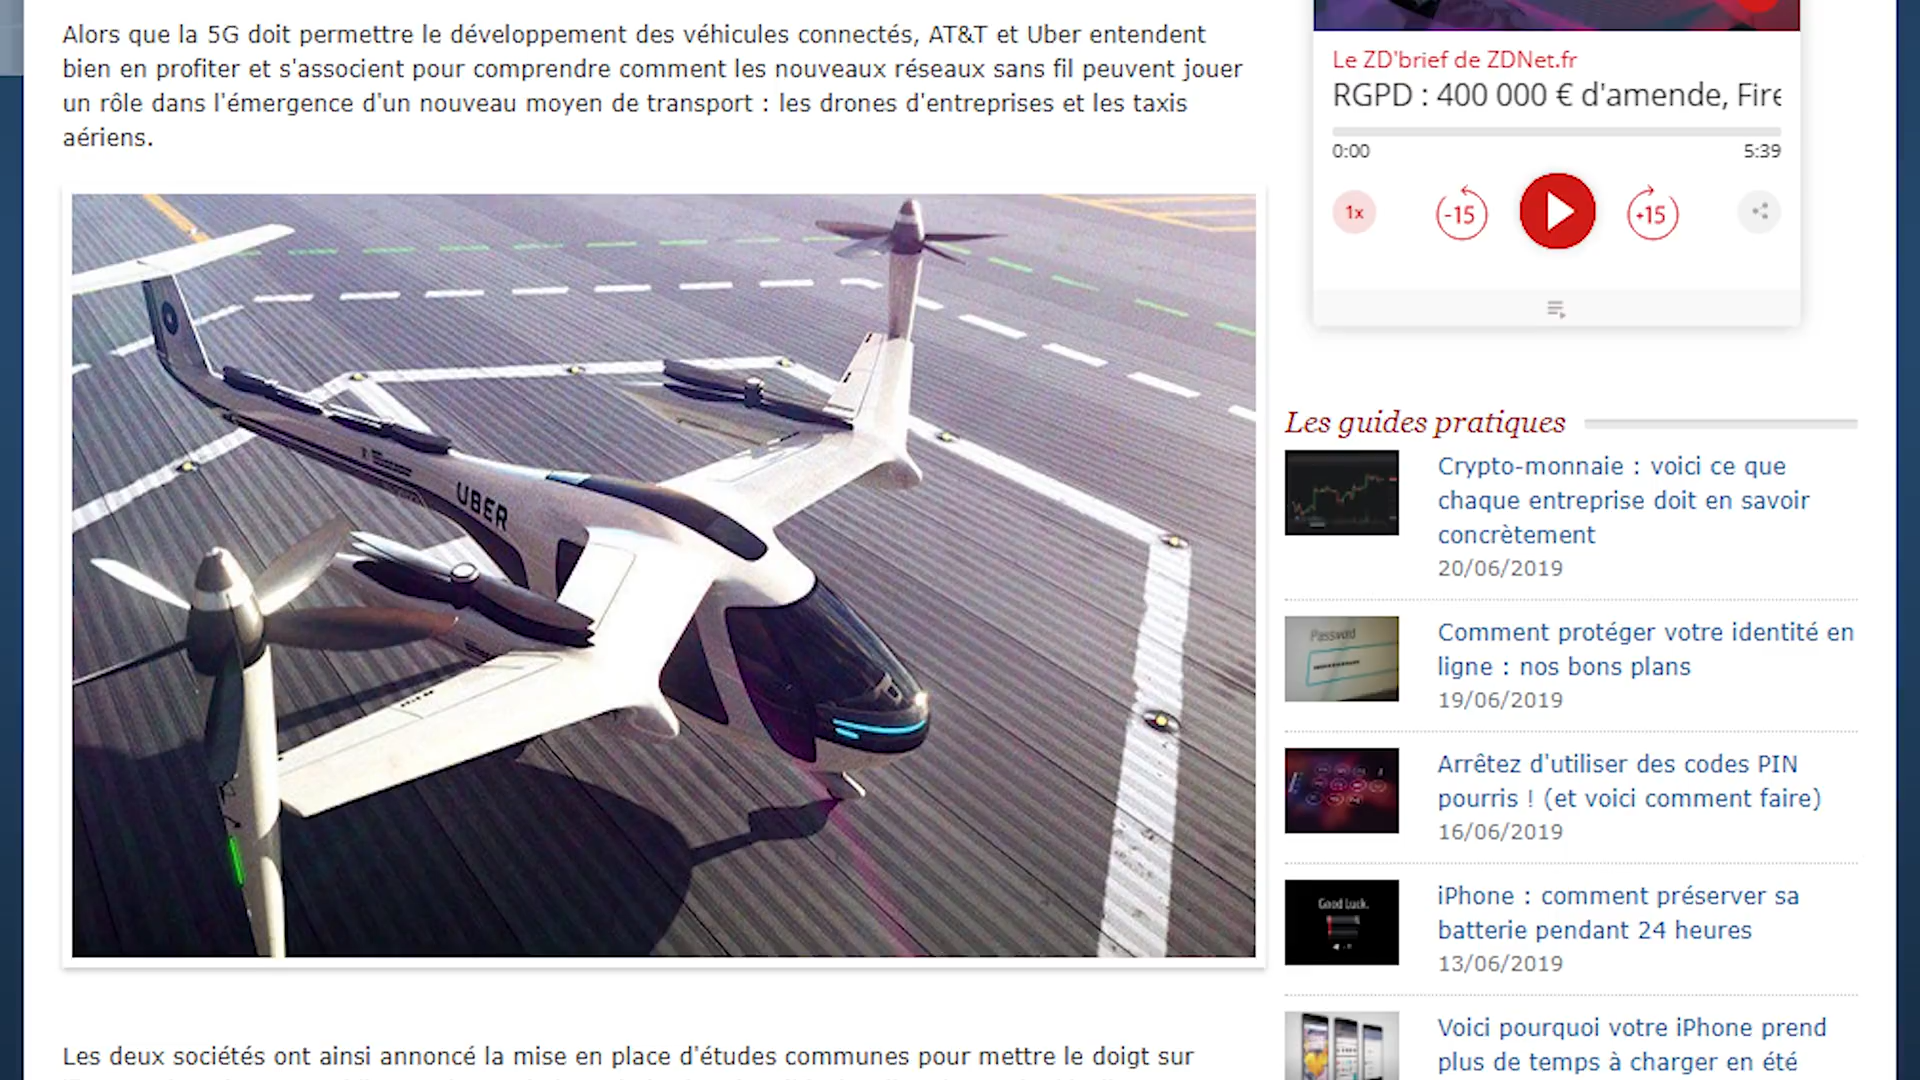 Alors que la 5G doit permettre le développement des véhicules connectés, AT&T et Uber entendent
bien en profiter et s'associent pour comprendre comment les nouveaux réseaux sans fil peuvent jouer
un rôle dans l'émergence d'un nouveau moyen de transport : les drones d'entreprises et les taxis
aériens.
UBER
Les deux sociétés ont ainsi annoncé la mise en place d'études communes pour mettre le doigt sur
Le ZD'brief de ZDNet.fr
RGPD : 400 000 € d'amende, Fire
0:00
5:39
1x
-15
+15
Les guides pratiques
Crypto-monnaie : voici ce que
chaque entreprise doit en savoir
concrètement
20/06/2019
Password
Comment protéger votre identité en
ligne : nos bons plans
19/06/2019
Arrêtez d'utiliser des codes PIN
pourris ! (et voici comment faire)
16/06/2019
Good Luck.
iPhone : comment préserver sa
batterie pendant 24 heures
13/06/2019
Voici pourquoi votre iPhone prend
plus de temps à charger en été